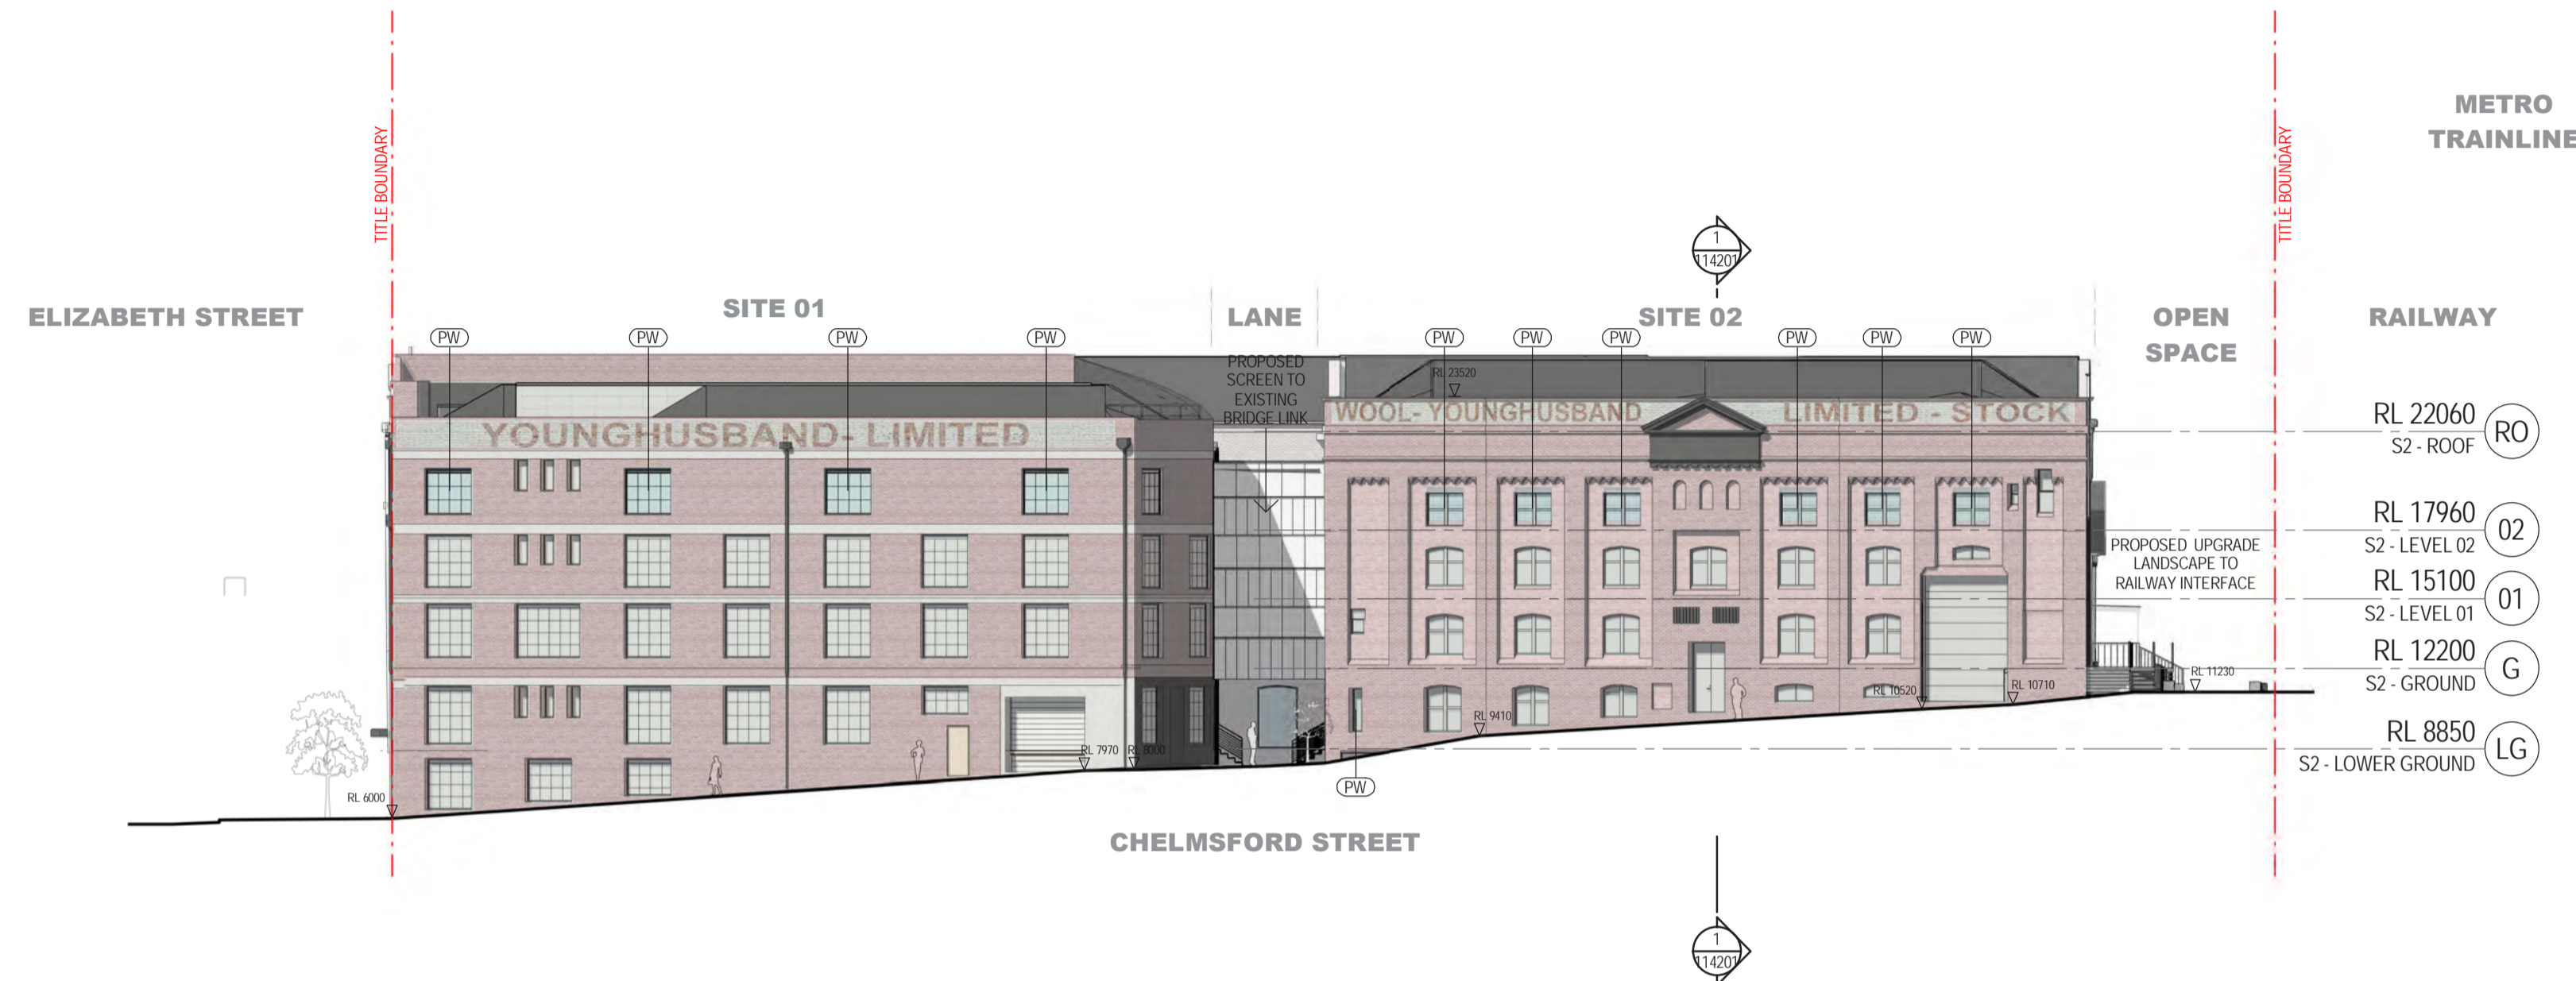 METRO
TRAINLINE
TITLE BOUNDARY
TITLE BOUNDARY
1
114201
ELIZABETH STREET
SITE 01
LANE
SITE 02
OPEN
SPACE
RAILWAY
PW
PW
PW
PW
PW
PW
PW
PW
PW
PW
PROPOSED
SCREEN TO
EXISTING
BRIDGE LINK
RL 23520
YOUNGHUSBAND- LIMITED
WOOL- YOUNGHUSBAND
LIMITED - STOCK
RL 22060
S2 - ROOF
RO
RL 17960
S2 - LEVEL 02
02
PROPOSED UPGRADE
LANDSCAPE TO
RAILWAY INTERFACE
RL 15100
S2 - LEVEL 01
01
RL 12200
S2 - GROUND
G
RL 11230
RL 10520
RL 10710
RL 9410
RL 8850
S2 - LOWER GROUND
LG
RL 7970
RL 8000
RL 6000
PW
CHELMSFORD STREET
1
114201